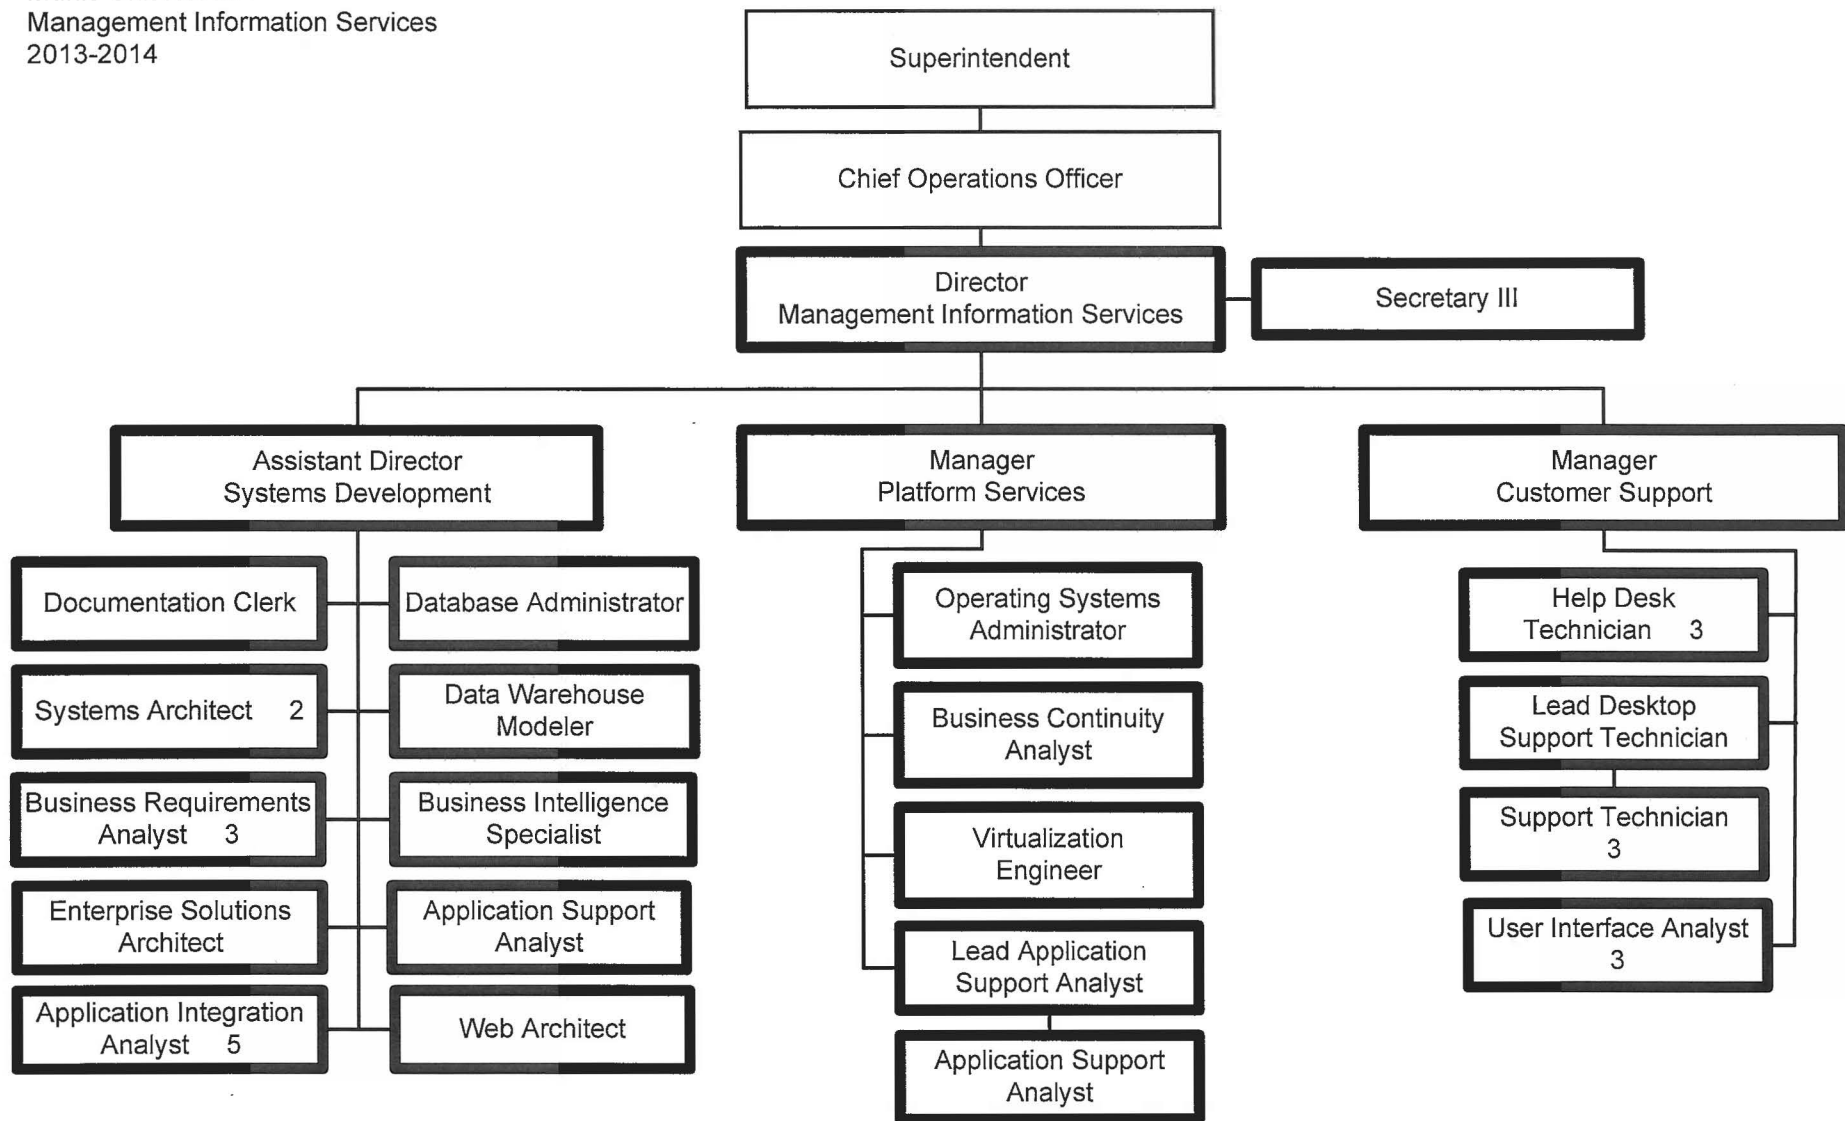 Management Information Services
2013-2014
Superintendent
Chief Operations Officer
Director
Management Information Services
Secretary III
Assistant Director
Systems Development
Manager
Platform Services
Manager
Customer Support
Documentation Clerk
Database Administrator
Systems Architect 2
Data Warehouse
Modeler
Business Requirements
Analyst 3
Business Intelligence
Specialist
Enterprise Solutions
Architect
Application Support
Analyst
Application Integration
Analyst 5
Web Architect
Operating Systems
Administrator
Business Continuity
Analyst
Virtualization
Engineer
Lead Application
Support Analyst
Application Support
Analyst
Help Desk
Technician 3
Lead Desktop
Support Technician
Support Technician
3
User Interface Analyst
3